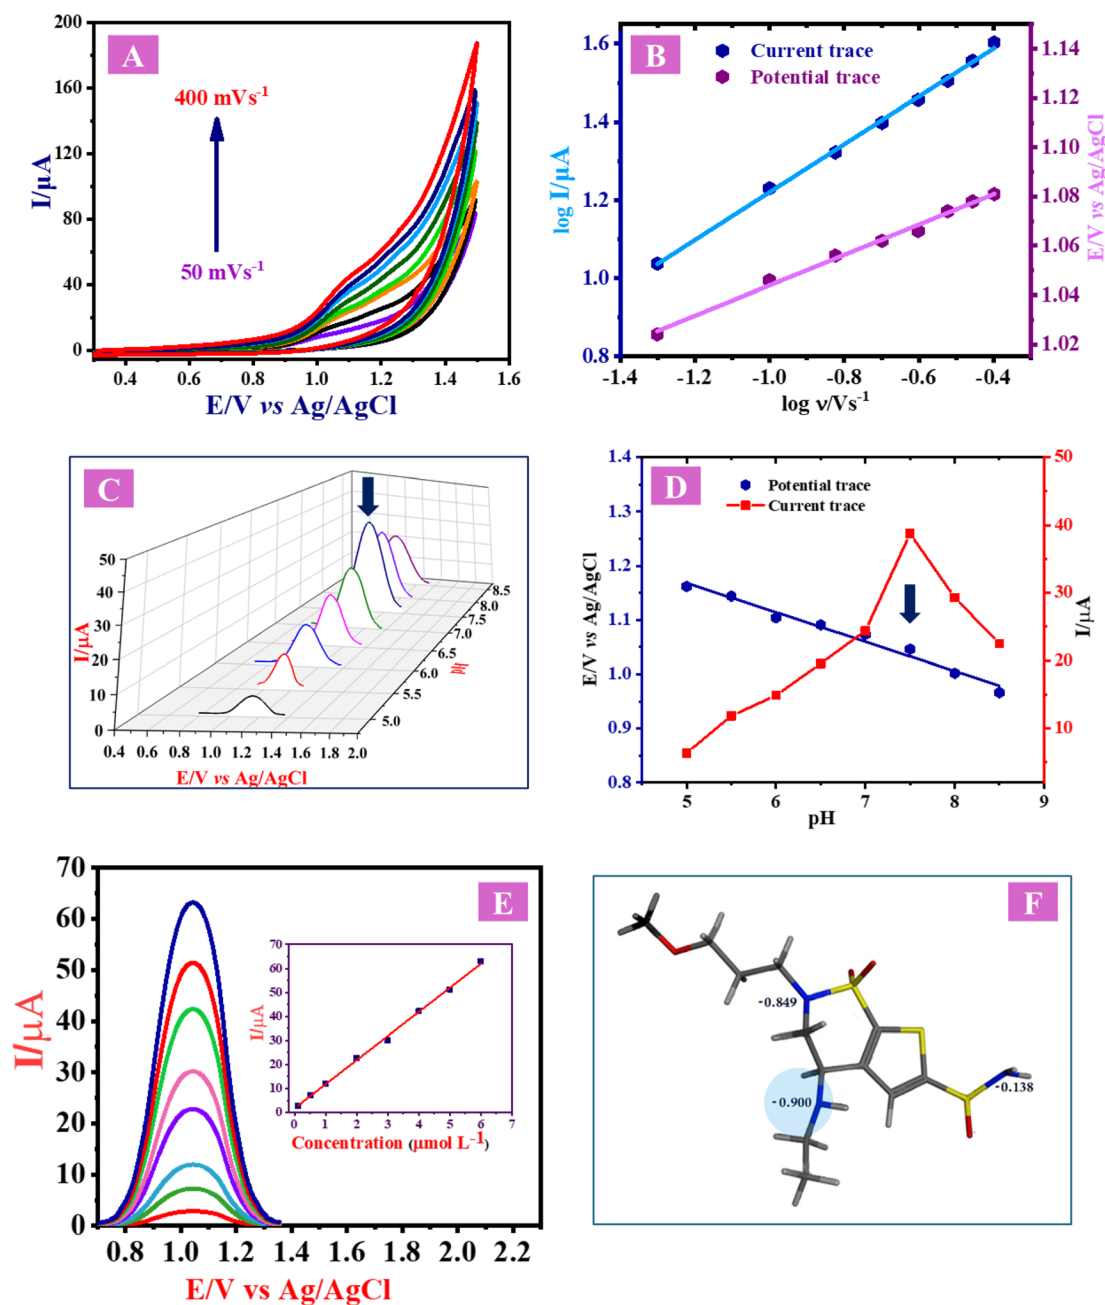 A
200
160
120
80
40
0
I/µA
400 mVs-1
50 mVs-1
0.4 0.6 0.8 1.0 1.2 1.4 1.6
E/V vs Ag/AgCl
B
Current trace
Potential trace
1.6
1.4
1.2
1.0
0.8
log I/µA
1.14
1.12
1.10
1.08
1.06
1.04
1.02
E/V vs Ag/AgCl
-1.4 -1.2 -1.0 -0.8 -0.6 -0.4
log ν/Vs-1
C
50
40
30
20
10
0
I/µA
0.4 0.6 0.8 1.0 1.2 1.4 1.6 1.8 2.0
E/V vs Ag/AgCl
8.5
8.0
7.5
7.0
6.5
6.0
5.5
5.0
pH
D
Potential trace
Current trace
1.4
1.3
1.2
1.1
1.0
0.9
0.8
E/V vs Ag/AgCl
50
40
30
20
10
I/µA
5 6 7 8 9
pH
E
70
60
50
40
30
20
10
0
I/µA
0.8 1.0 1.2 1.4 1.6 1.8 2.0 2.2
E/V vs Ag/AgCl
70
60
50
40
30
20
10
0
I/µA
0 1 2 3 4 5 6 7
Concentration (µmol L-1)
F
-0.849
-0.900
-0.138